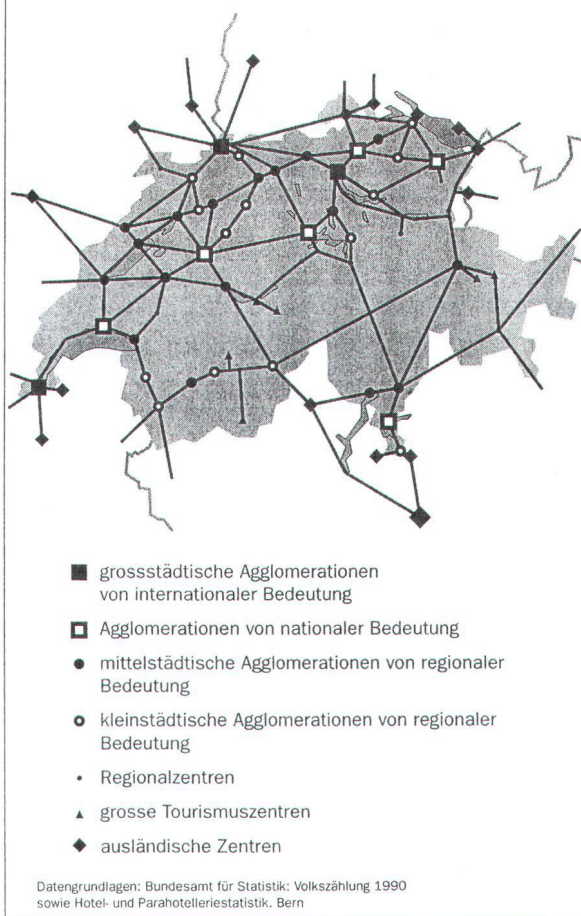 grossstädtische Agglomerationen
von internationaler Bedeutung
Agglomerationen von nationaler Bedeutung
mittelstädtische Agglomerationen von regionaler
Bedeutung
kleinstädtische Agglomerationen von regionaler
Bedeutung
Regionalzentren
grosse Tourismuszentren
ausländische Zentren
Datengrundlagen: Bundesamt für Statistik: Volkszählung 1990
sowie Hotel- und Parahotelleriestatistik. Bern